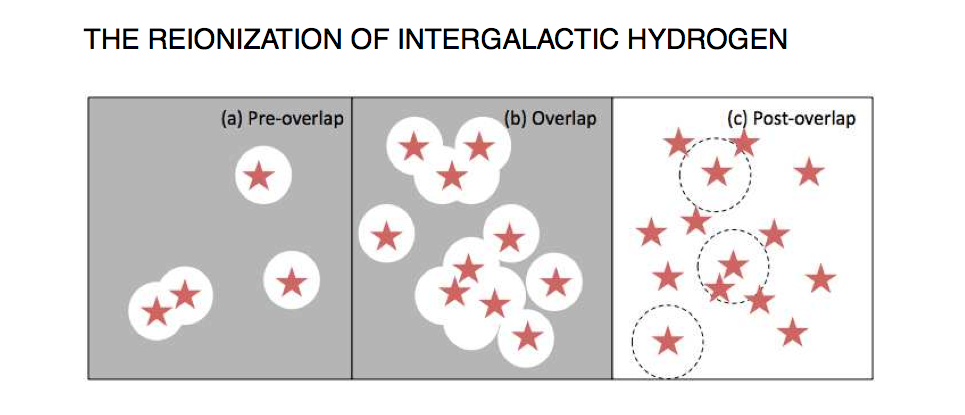 THE REIONIZATION OF INTERGALACTIC HYDROGEN
(a) Pre-overlap
(b) Overlap
(c) Post-overlap